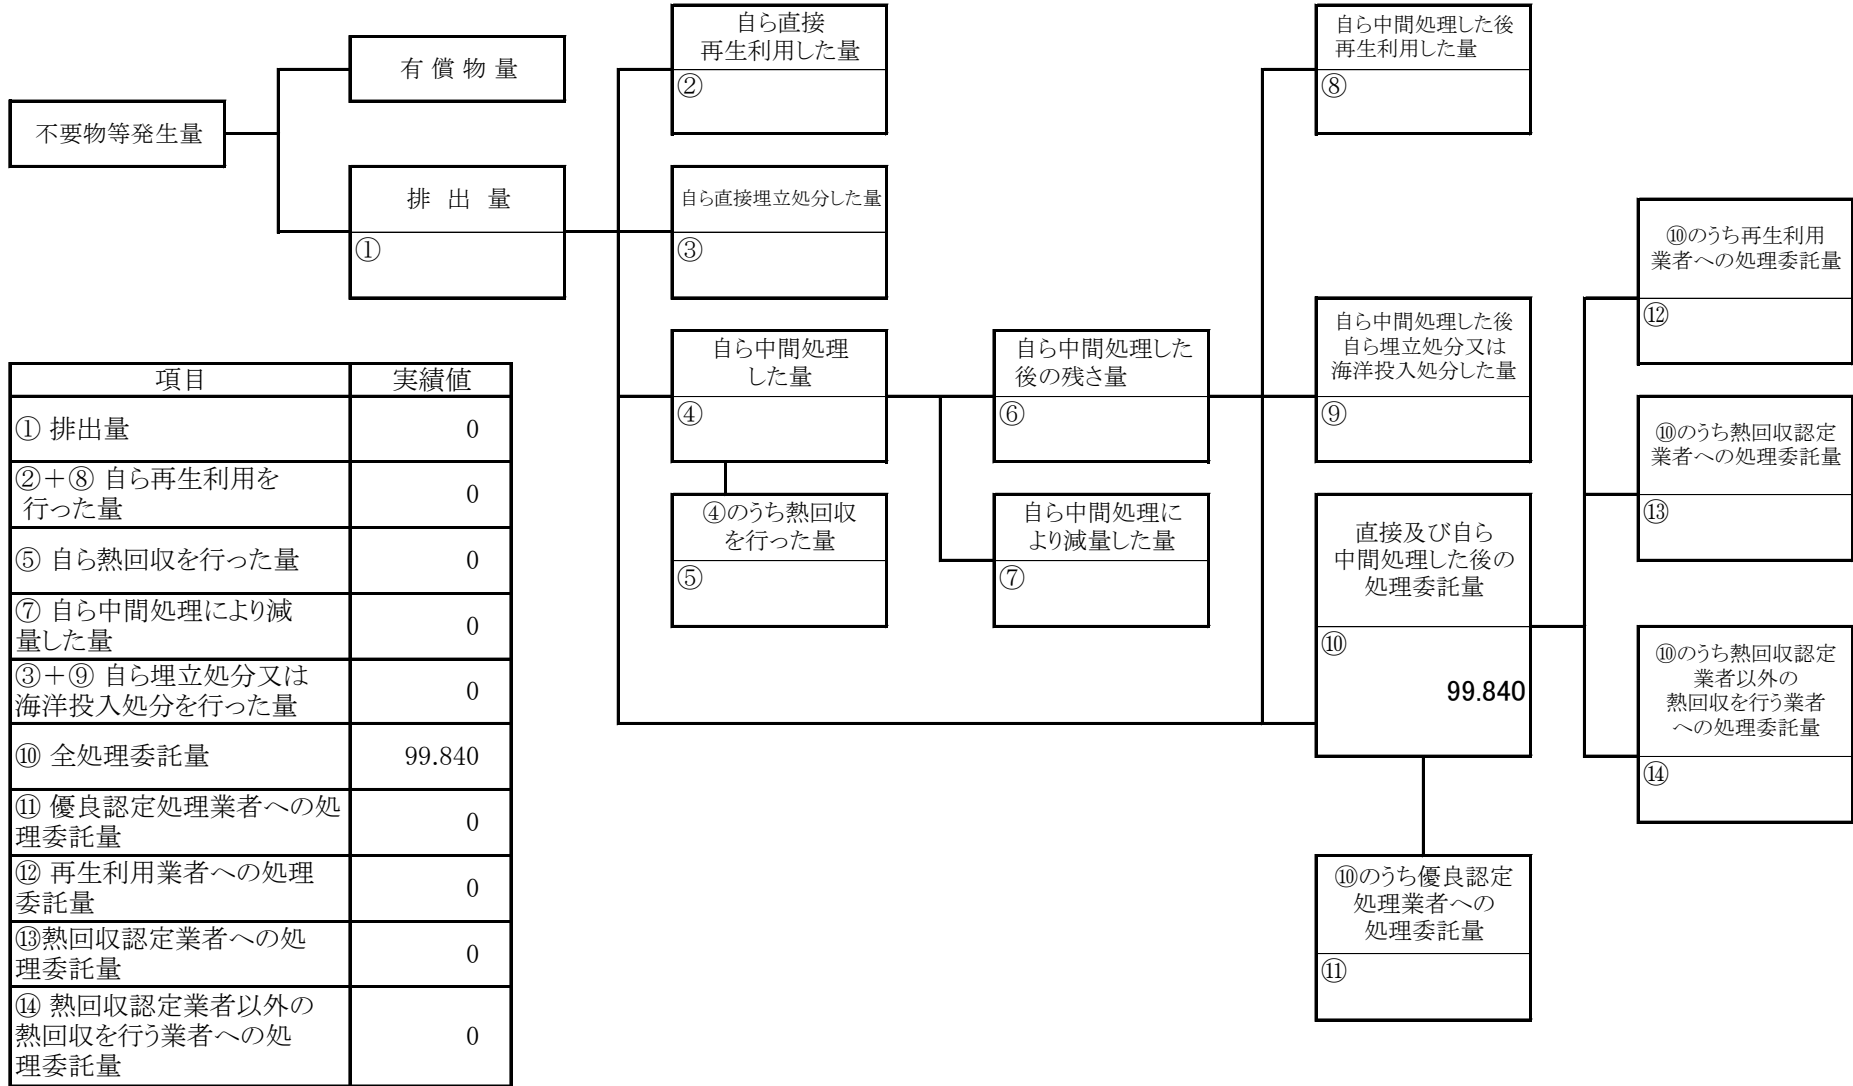 不要物等発生量
有償物量
排出量
①
自ら直接
再生利用した量
②
自ら直接埋立処分した量
③
自ら中間処理
した量
④
④のうち熱回収
を行った量
⑤
自ら中間処理した
後の残さ量
⑥
自ら中間処理に
より減量した量
⑦
自ら中間処理した後
再生利用した量
⑧
自ら中間処理した後
自ら埋立処分又は
海洋投入処分した量
⑨
直接及び自ら
中間処理した後の
処理委託量
⑩
99.840
⑩のうち優良認定
処理業者への
処理委託量
⑪
⑩のうち再生利用
業者への処理委託量
⑫
⑩のうち熱回収認定
業者への処理委託量
⑬
⑩のうち熱回収認定
業者以外の
熱回収を行う業者
への処理委託量
⑭
項目 実績値
① 排出量 0
②+⑧ 自ら再生利用を
行った量 0
⑤ 自ら熱回収を行った量 0
⑦ 自ら中間処理により減
量した量 0
③+⑨ 自ら埋立処分又は
海洋投入処分を行った量 0
⑩ 全処理委託量 99.840
⑪ 優良認定処理業者への処
理委託量 0
⑫ 再生利用業者への処理
委託量 0
⑬熱回収認定業者への処
理委託量 0
⑭ 熱回収認定業者以外の
熱回収を行う業者への処
理委託量 0